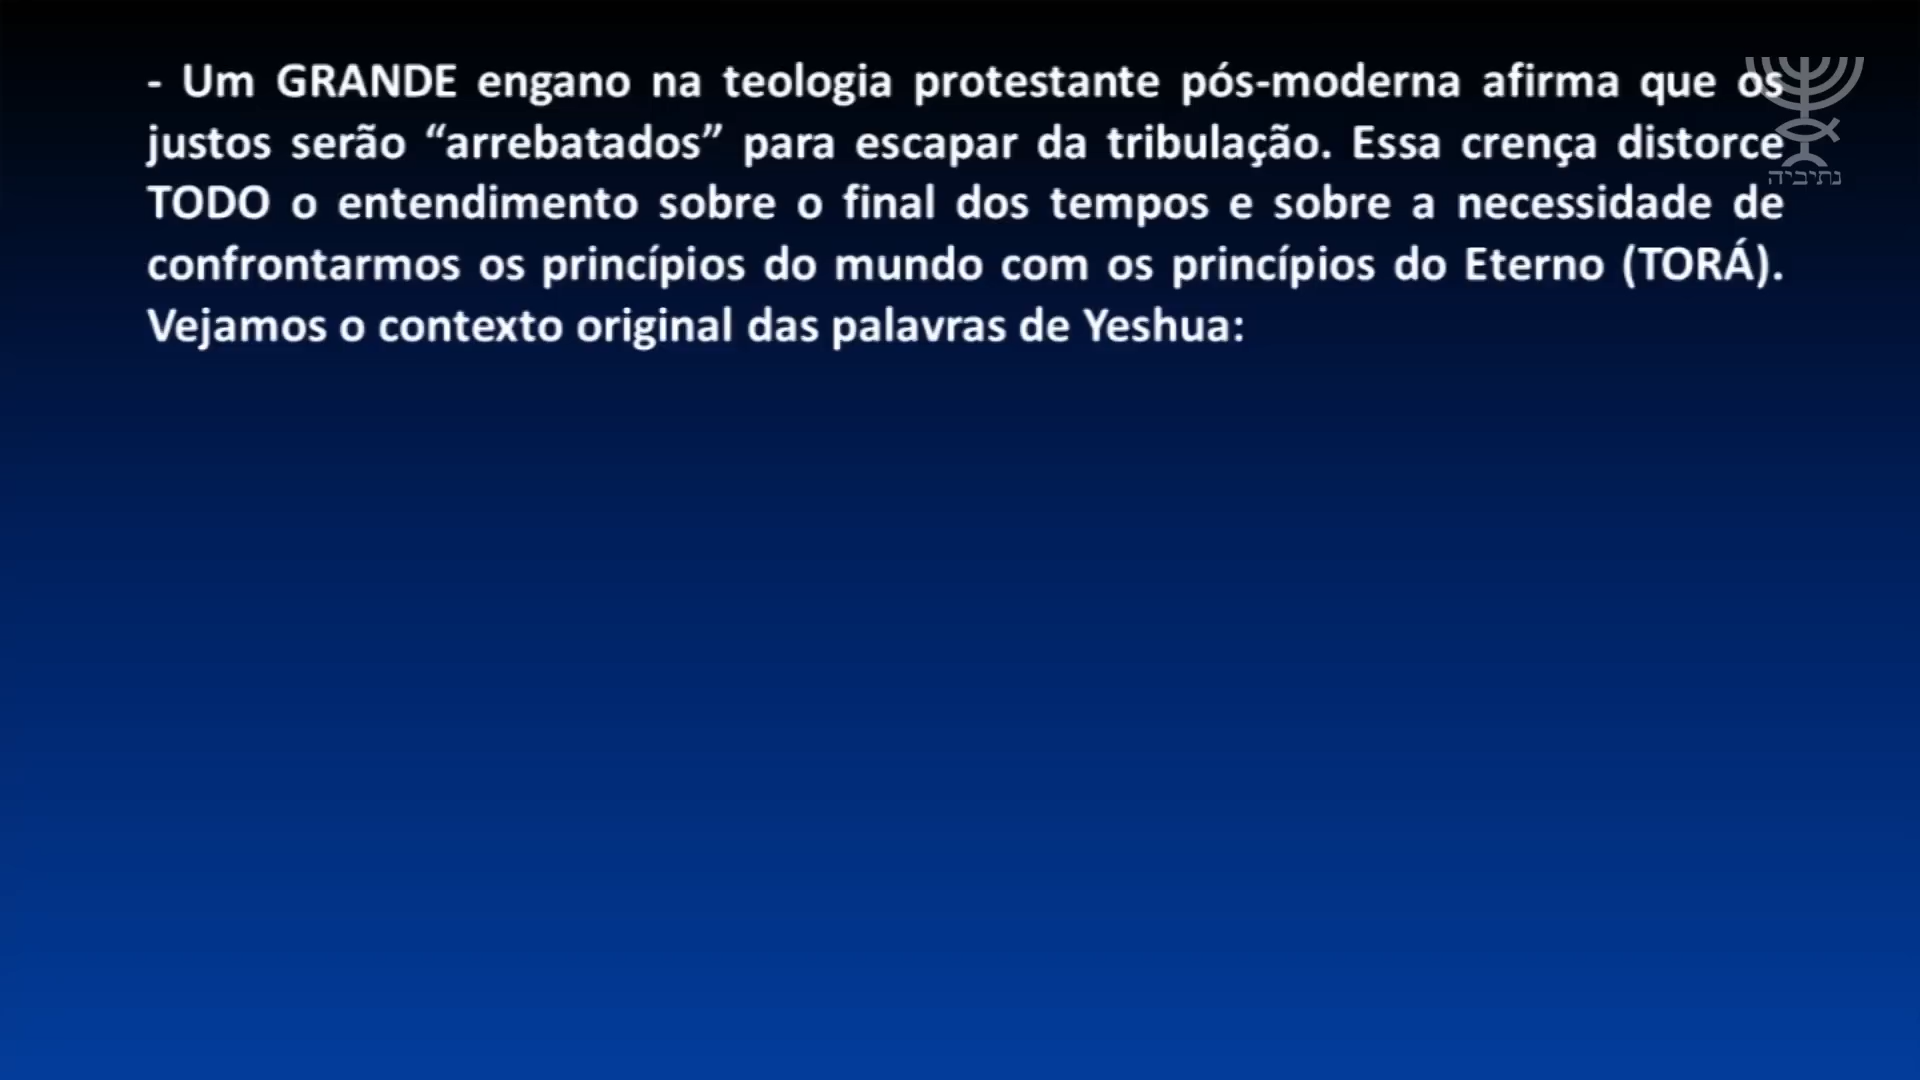 - Um GRANDE engano na teologia protestante pós-moderna afirma que os
justos serão “arrebatados” para escapar da tribulação. Essa crença distorce
TODO o entendimento sobre o final dos tempos e sobre a necessidade de
confrontarmos os princípios do mundo com os princípios do Eterno (TORÁ).
Vejamos o contexto original das palavras de Yeshua:
נתיביה